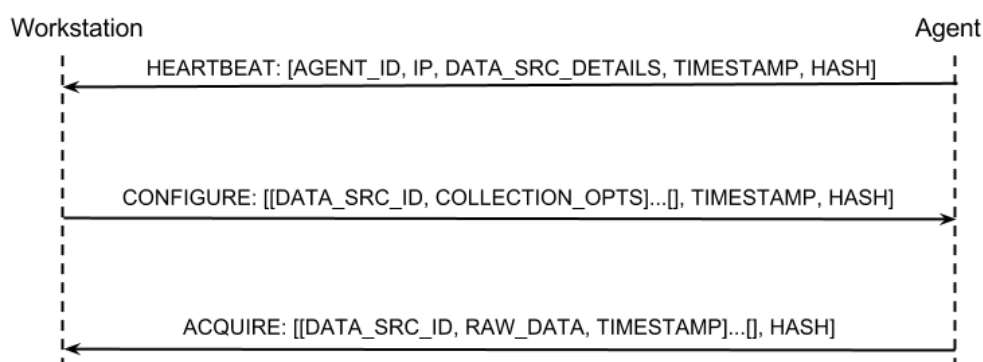 Workstation Agent
HEARTBEAT: [AGENT_ID, IP, DATA_SRC_DETAILS, TIMESTAMP, HASH]
CONFIGURE: [[DATA_SRC_ID, COLLECTION_OPTS]...[], TIMESTAMP, HASH]
ACQUIRE: [[DATA_SRC_ID, RAW_DATA, TIMESTAMP]...[], HASH]